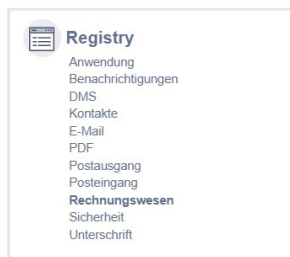 Registry
Anwendung
Benachrichtigungen
DMS
Kontakte
E-Mail
PDF
Postausgang
Posteingang
Rechnungswesen
Sicherheit
Unterschrift